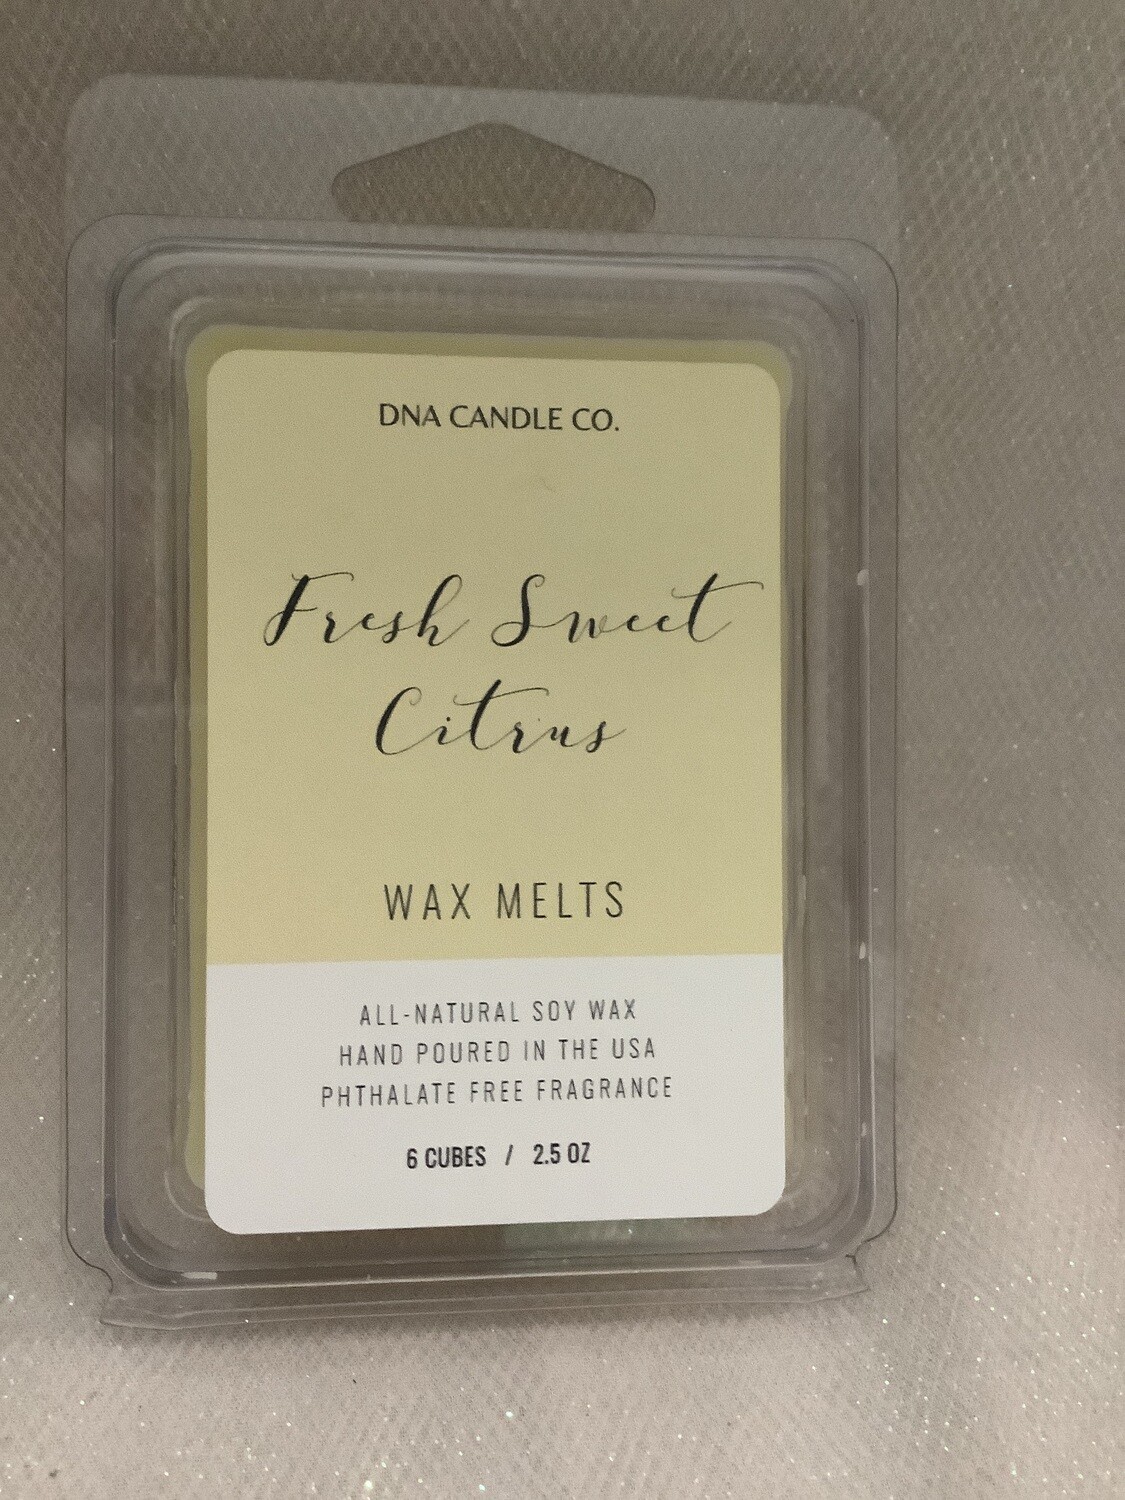 DNA CANDLE CO.
Fresh Sweet
Citrus
WAX MELTS
ALL-NATURAL SOY WAX
HAND POURED IN THE USA
PHTHALATE FREE FRAGRANCE
6 CUBES / 2.5 OZ